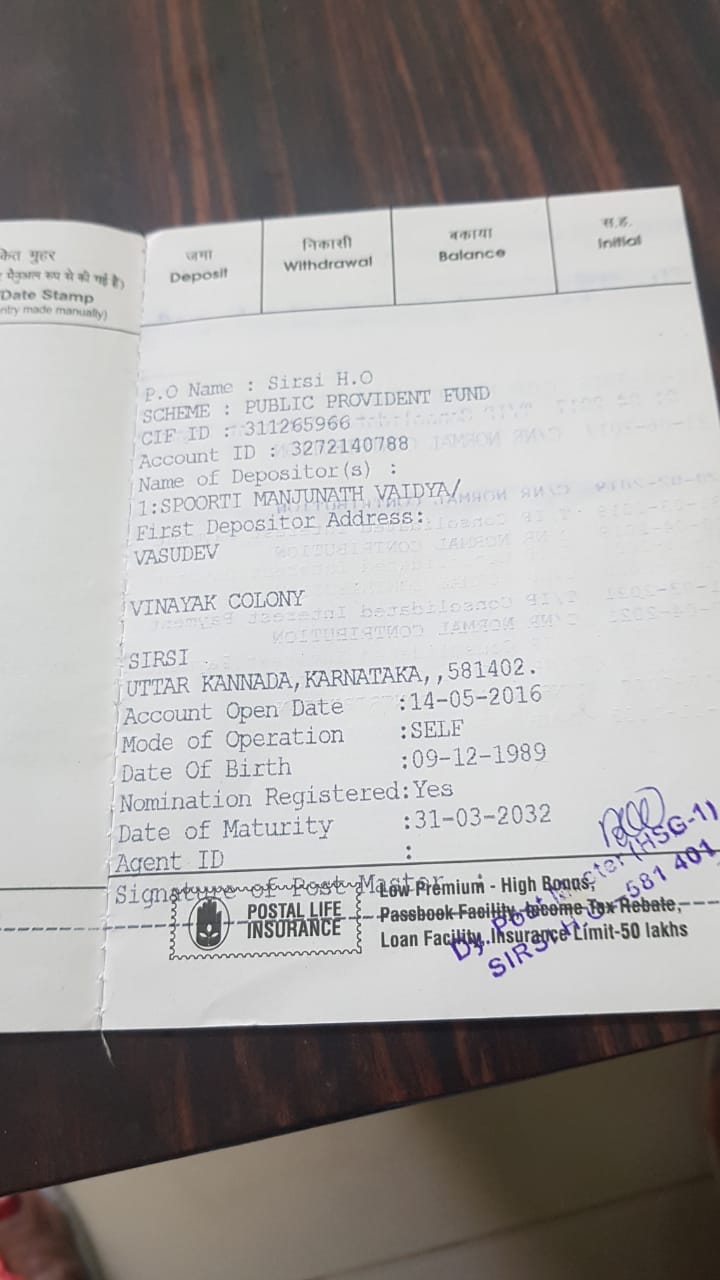 केत मुहर
मैनुअल रूप से की गई है)
Date Stamp
ntry made manually)
जमा
Deposit
निकासी
Withdrawal
बकाया
Balance
स.ह.
Initial
P.O Name : Sirsi H.O
SCHEME : PUBLIC PROVIDENT FUND
CIF ID : 311265966
Account ID : 3272140788
Name of Depositor(s) :
1:SPOORTI MANJUNATH VAIDYA/
First Depositor Address:
VASUDEV
VINAYAK COLONY
SIRSI
UTTAR KANNADA,KARNATAKA,,581402.
Account Open Date :14-05-2016
Mode of Operation :SELF
Date Of Birth :09-12-1989
Nomination Registered:Yes
Date of Maturity :31-03-2032
Agent ID :
Signature of Post Master :
POSTAL LIFE
INSURANCE
Low Premium - High Bonus,
Passbook Facility, Income Tax Rebate,
Loan Facility, Insurance Limit-50 lakhs
Dy. Post Master (HSG-1)
SIRSI H.O 581 401